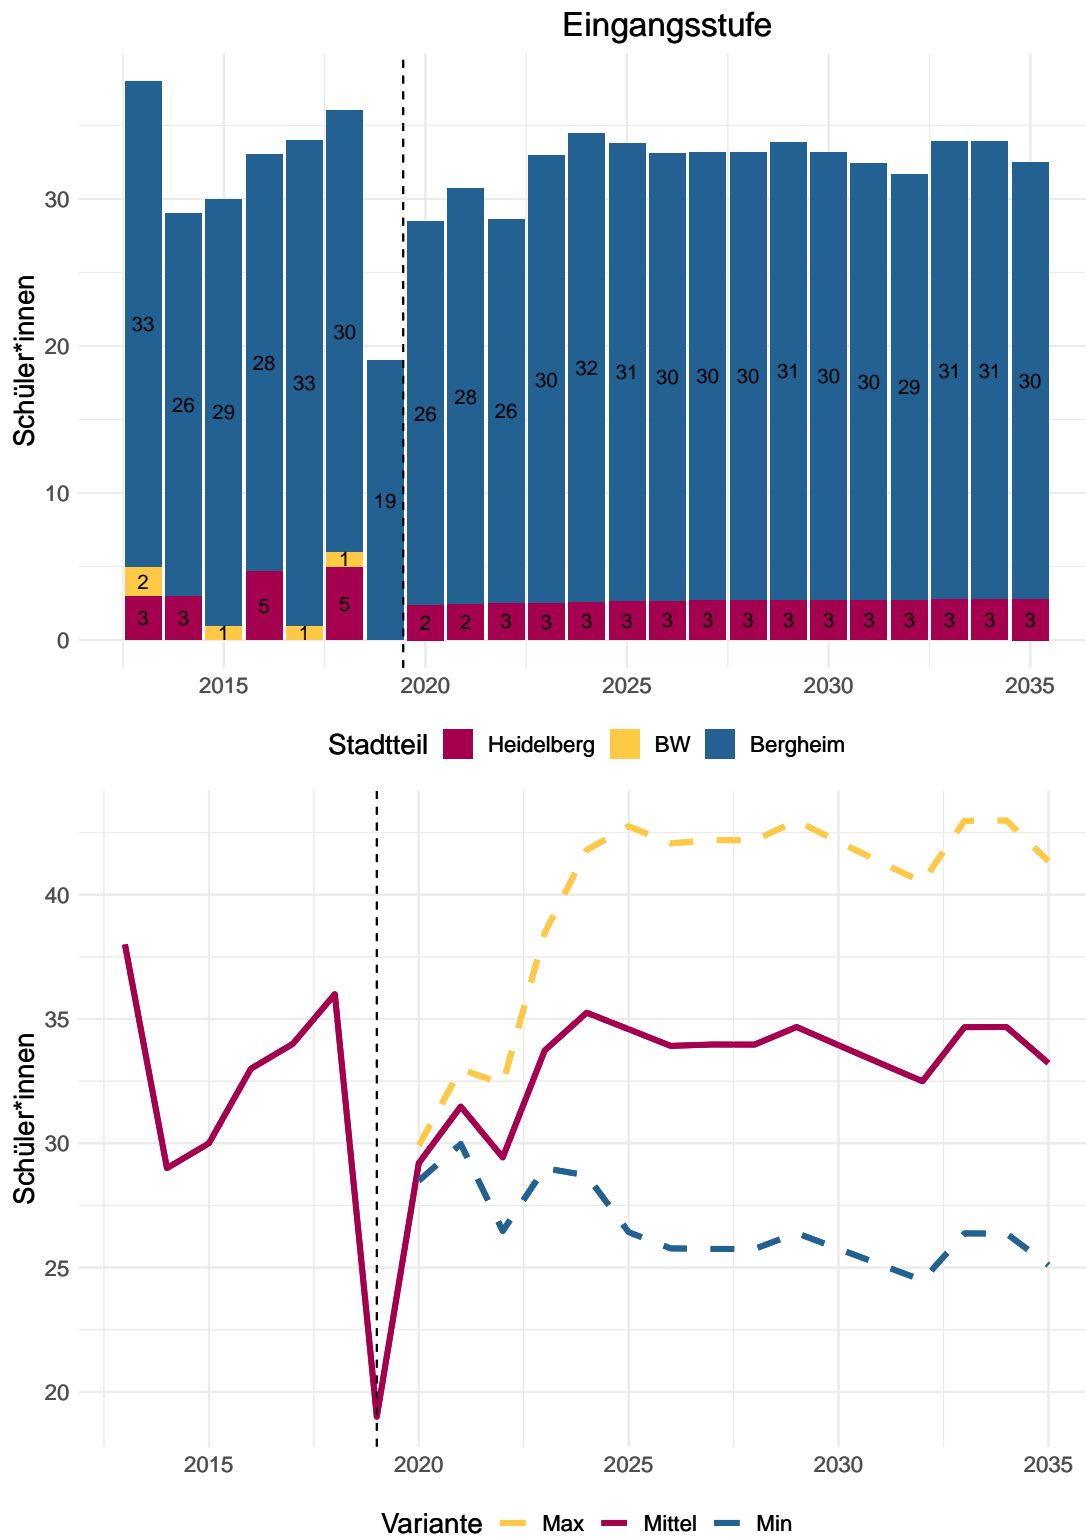 Eingangsstufe
Schüler*innen
30
20
10
0
33 26 29 28 33 30 19 26 28 26 30 32 31 30 30 30 31 30 30 29 31 31 30
2 1 1 1
3 3 5 5 2 2 3 3 3 3 3 3 3 3 3 3 3 3 3 3
2015 2020 2025 2030 2035
Stadtteil Heidelberg BW Bergheim
Schüler*innen
40
35
30
25
20
2015 2020 2025 2030 2035
Variante Max Mittel Min